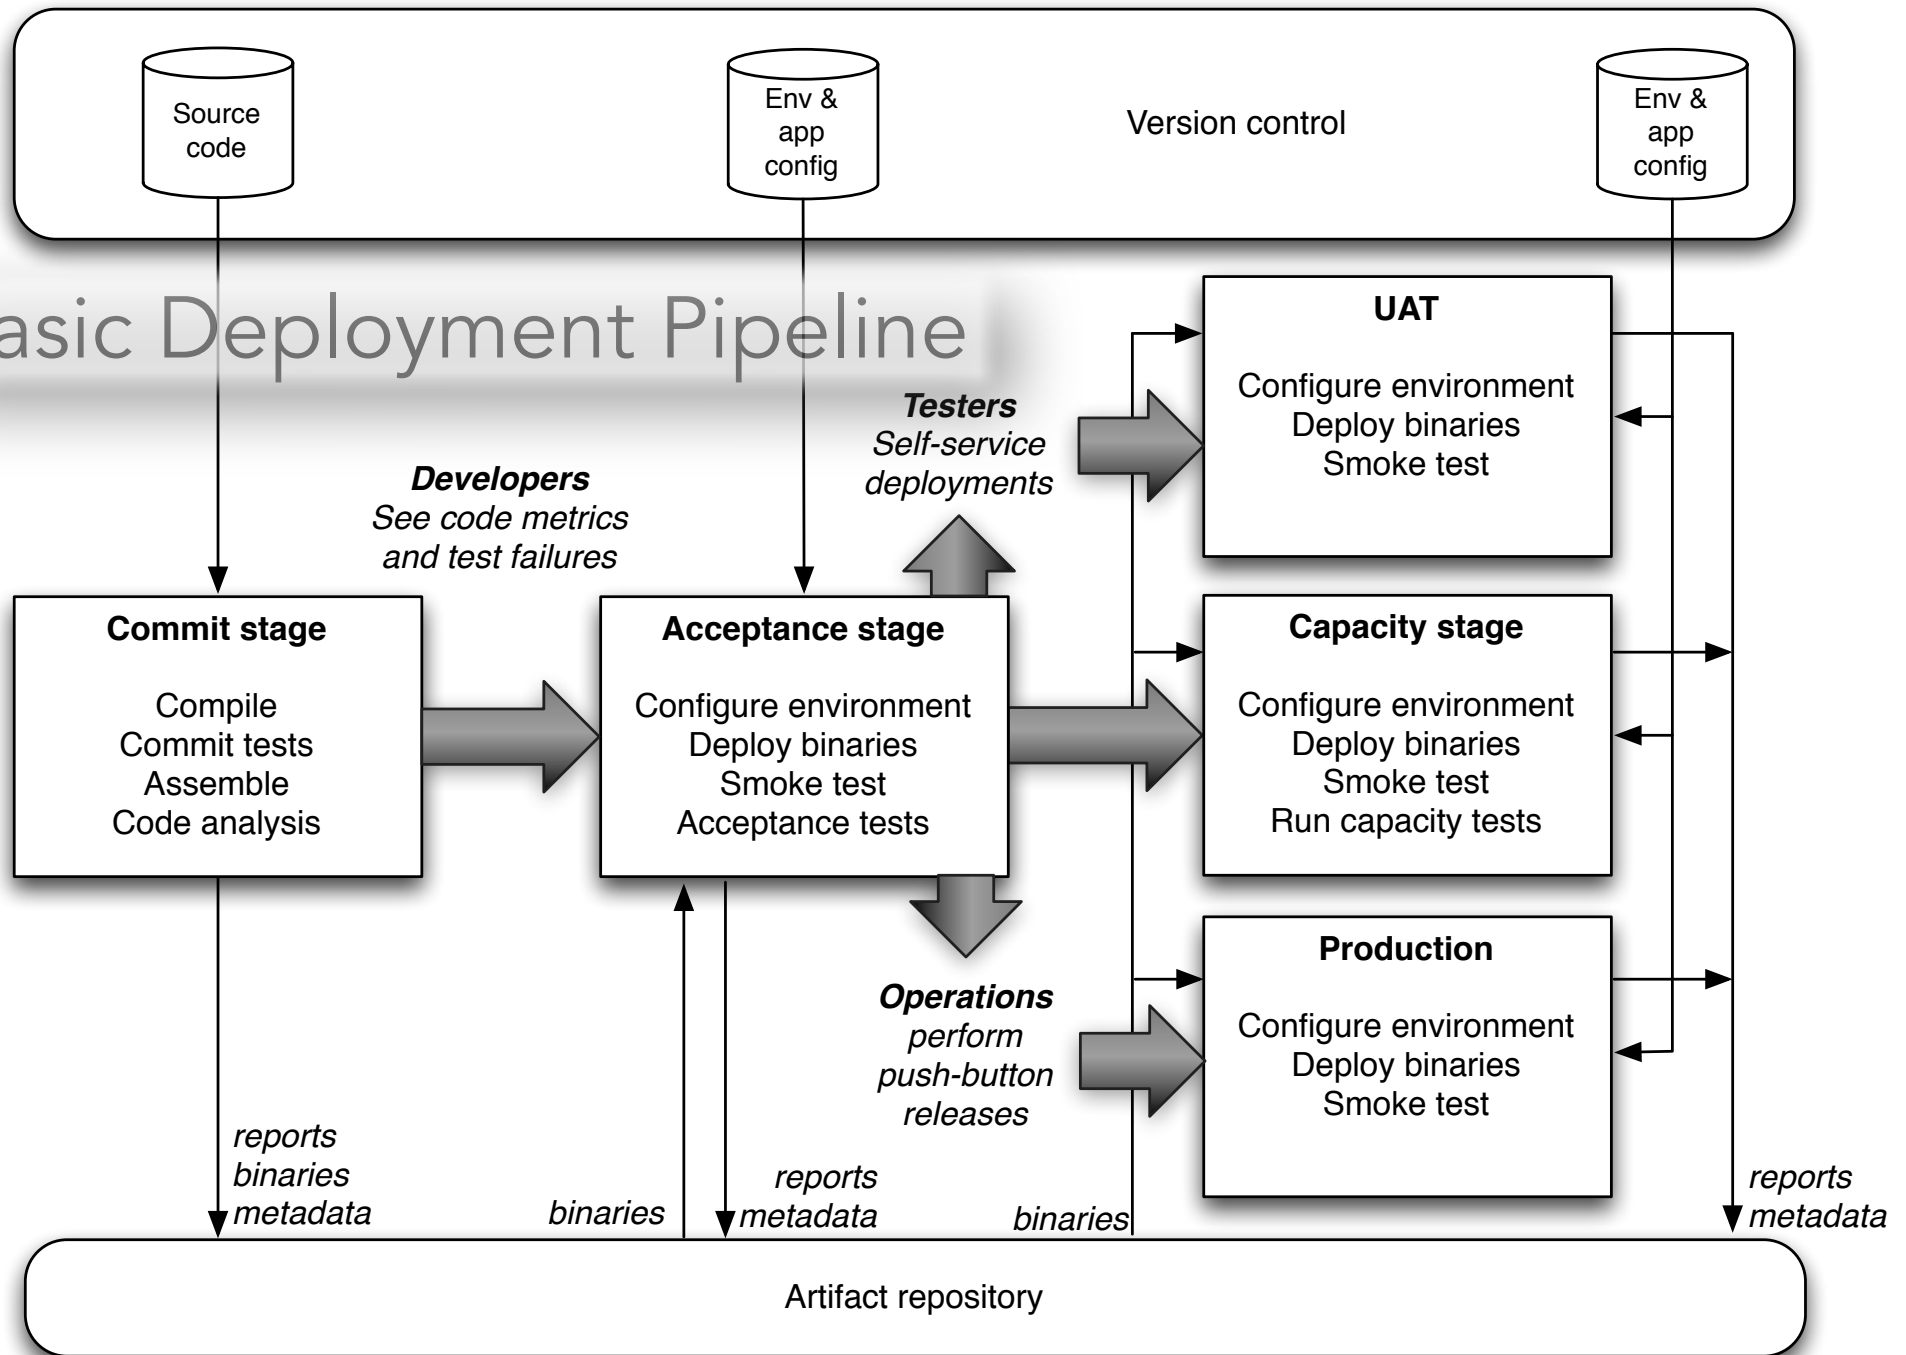 Source
code
Env &
app
config
Version control
Env &
app
config
asic Deployment Pipeline
Developers
See code metrics
and test failures
Testers
Self-service
deployments
Commit stage
Compile
Commit tests
Assemble
Code analysis
Acceptance stage
Configure environment
Deploy binaries
Smoke test
Acceptance tests
UAT
Configure environment
Deploy binaries
Smoke test
Capacity stage
Configure environment
Deploy binaries
Smoke test
Run capacity tests
Operations
perform
push-button
releases
Production
Configure environment
Deploy binaries
Smoke test
reports
binaries
metadata
binaries
reports
metadata
binaries
reports
metadata
Artifact repository